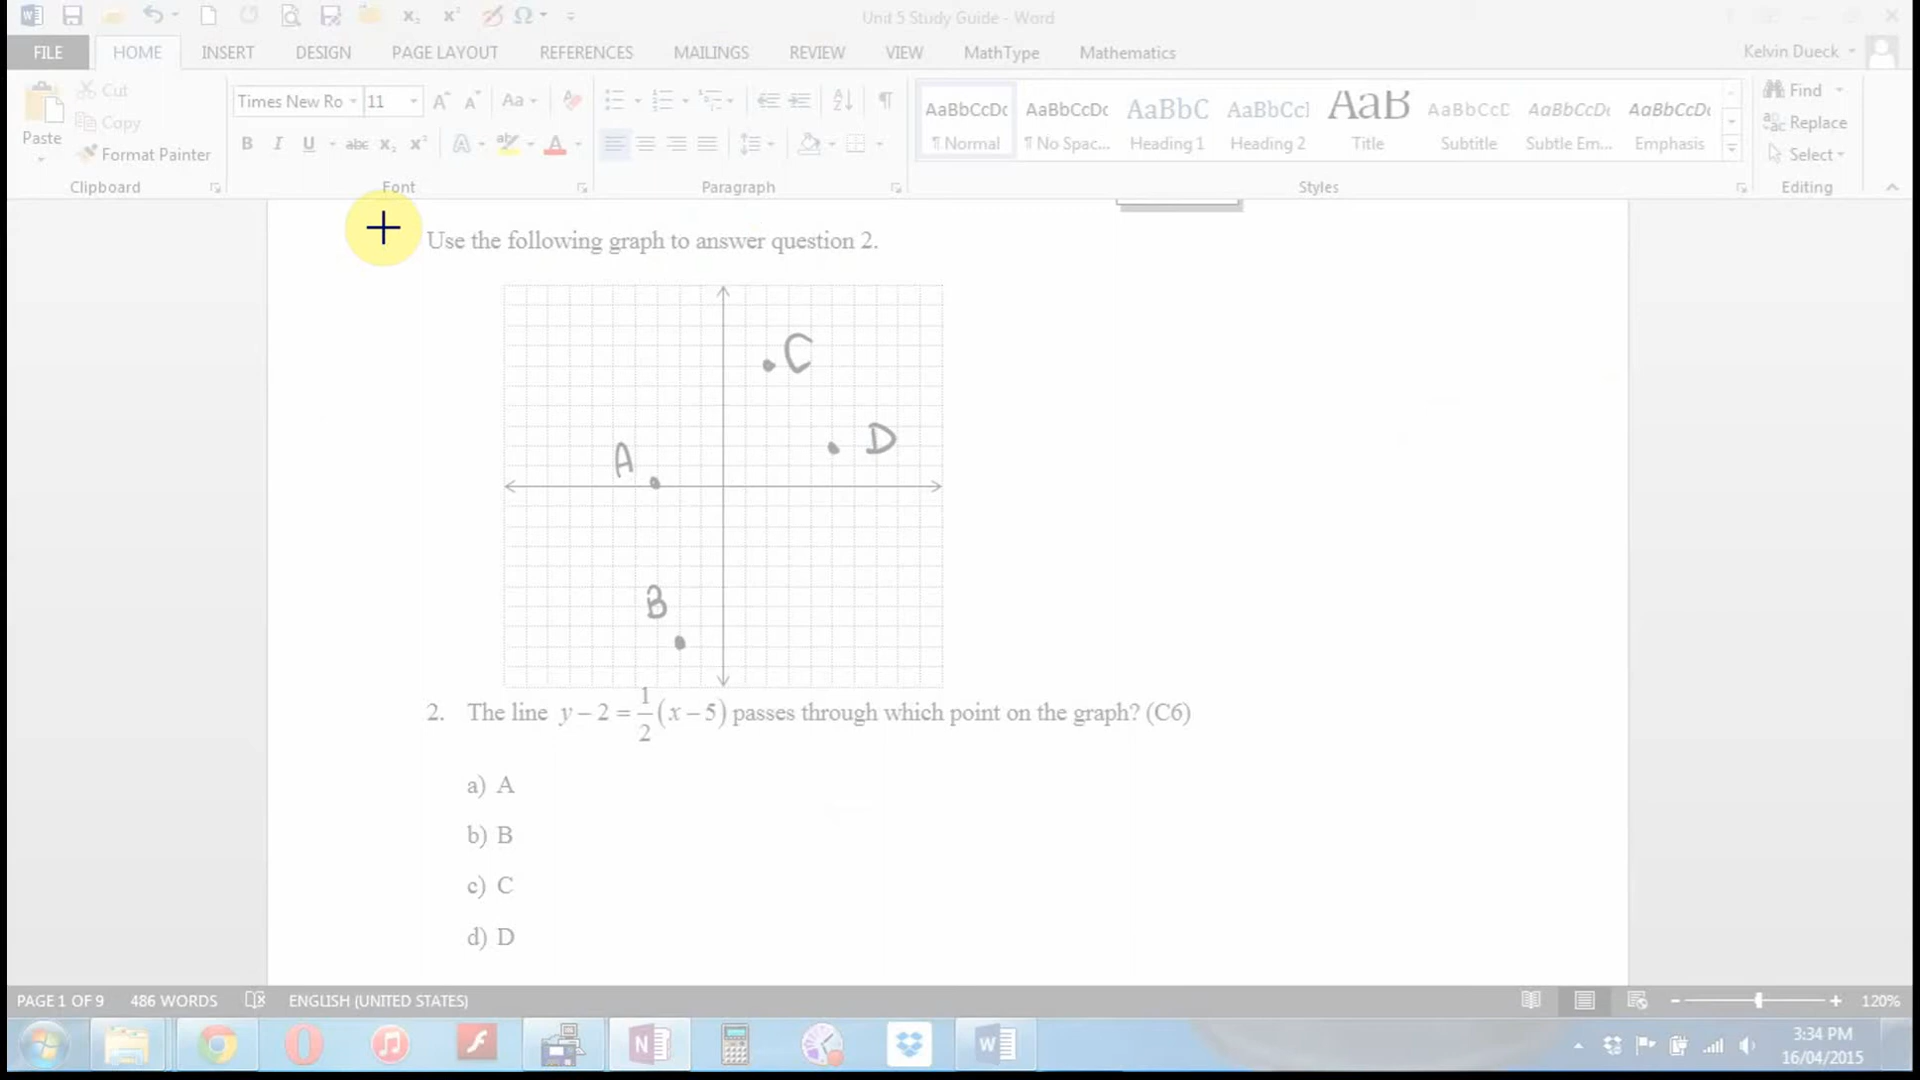 Unit 5 Study Guide - Word
FILE HOME INSERT DESIGN PAGE LAYOUT REFERENCES MAILINGS REVIEW VIEW MathType Mathematics Kelvin Dueck
Paste
Cut
Copy
Format Painter
Clipboard
Times New Ro 11
Font
Paragraph
AaBbCcDc AaBbCcDc AaBbC AaBbCcI AaB AaBbCcD AaBbCcDc AaBbCcDc
¶ Normal ¶ No Spac... Heading 1 Heading 2 Title Subtitle Subtle Em... Emphasis
Styles
Find
Replace
Select
Editing
Use the following graph to answer question 2.
C
D
A
B
2. The line y – 2 = 1/2 (x – 5) passes through which point on the graph? (C6)
a) A
b) B
c) C
d) D
PAGE 1 OF 9 486 WORDS ENGLISH (UNITED STATES) 120%
3:34 PM
16/04/2015